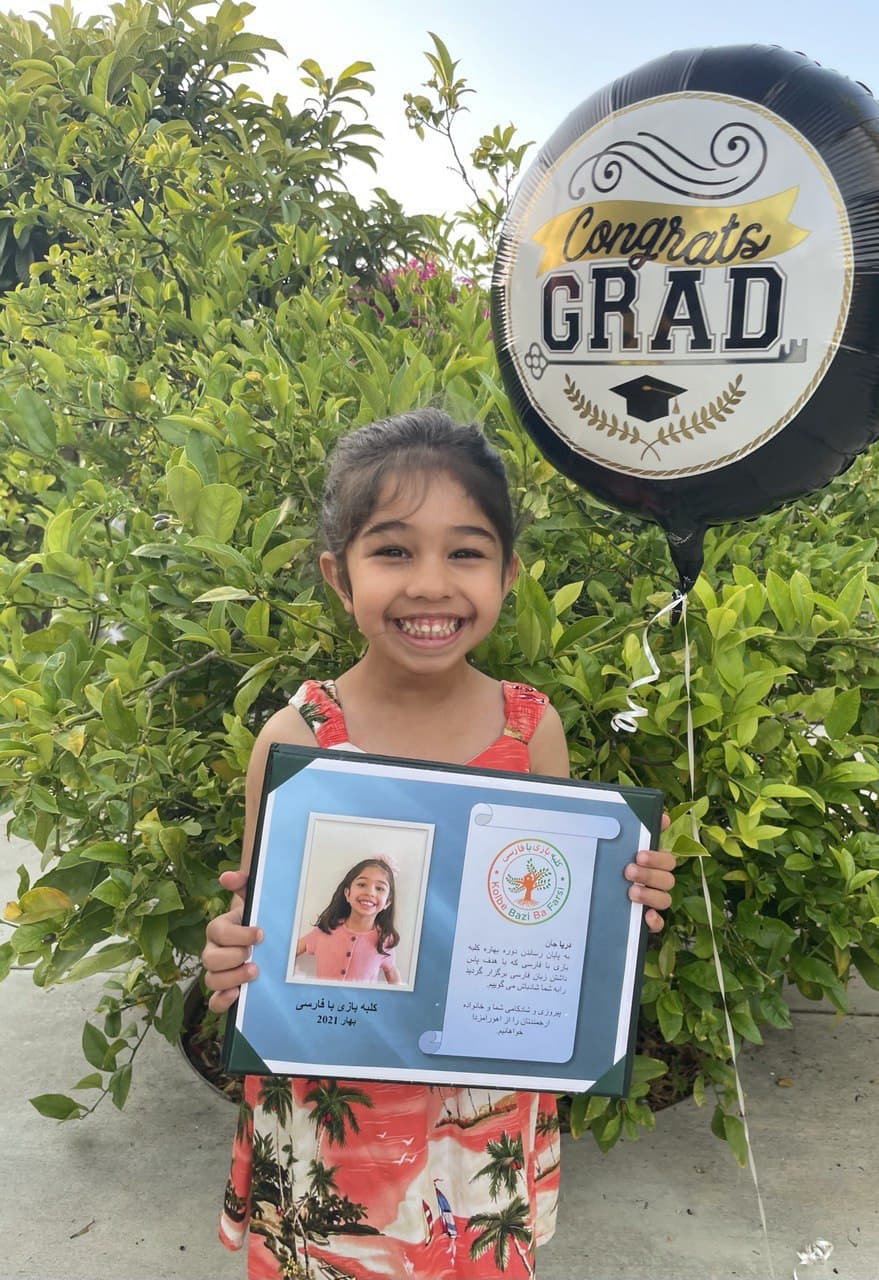 Congrats
GRAD
کلبه بازی با فارسی
Kolbe Bazi Ba Farsi
دریا جان
به پایان رساندن دوره بهاره کلبه
بازی با فارسی که با هدف پاس
داشتن زبان فارسی برگزار گردید
رابه شما شادباش می گوییم.
پیروزی و شادکامی شما و خانواده
ارجمندتان را از اهورامزدا
خواهانیم.
کلبه بازی با فارسی
بهار 2021